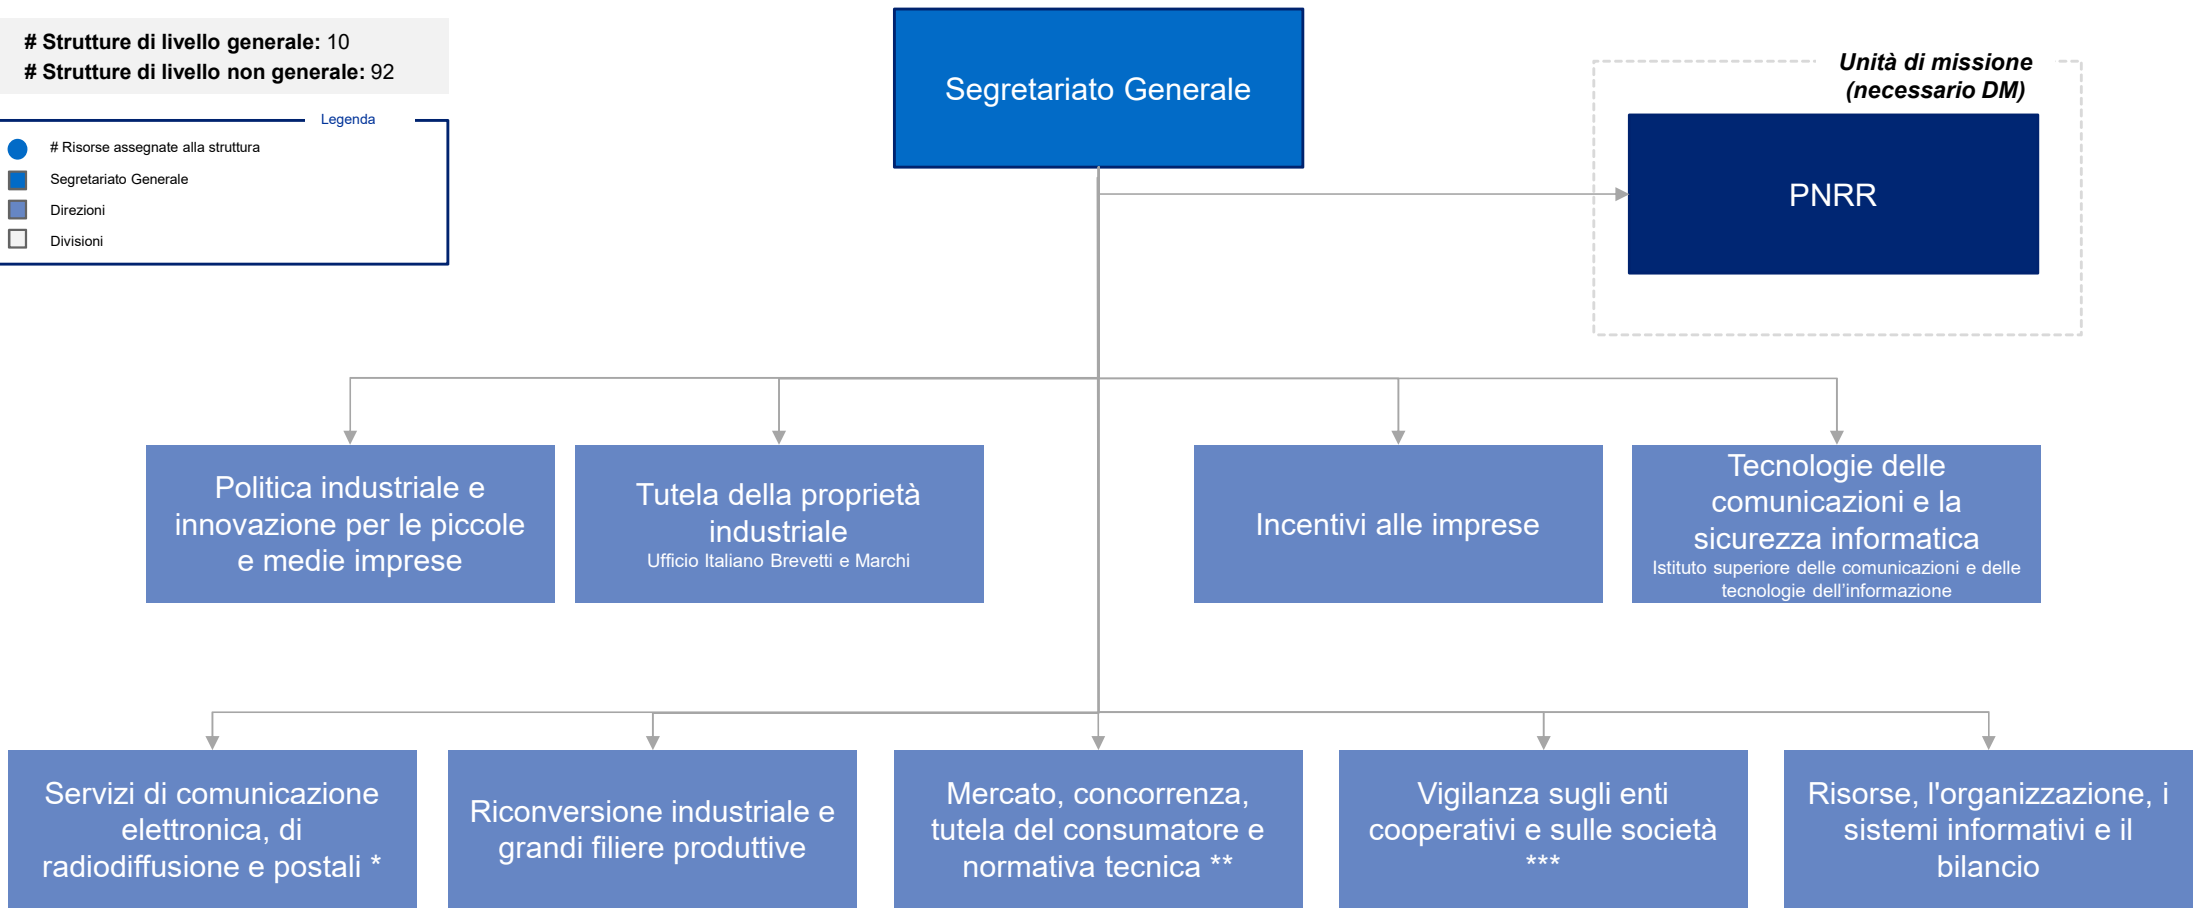 # Strutture di livello generale: 10
# Strutture di livello non generale: 92
Legenda
# Risorse assegnate alla struttura
Segretariato Generale
Direzioni
Divisioni
Segretariato Generale
Unità di missione
(necessario DM)
PNRR
Politica industriale e
innovazione per le piccole
e medie imprese
Tutela della proprietà
industriale
Ufficio Italiano Brevetti e Marchi
Incentivi alle imprese
Tecnologie delle
comunicazioni e la
sicurezza informatica
Istituto superiore delle comunicazioni e delle
tecnologie dell'informazione
Servizi di comunicazione
elettronica, di
radiodiffusione e postali *
Riconversione industriale e
grandi filiere produttive
Mercato, concorrenza,
tutela del consumatore e
normativa tecnica **
Vigilanza sugli enti
cooperativi e sulle società
***
Risorse, l'organizzazione, i
sistemi informativi e il
bilancio